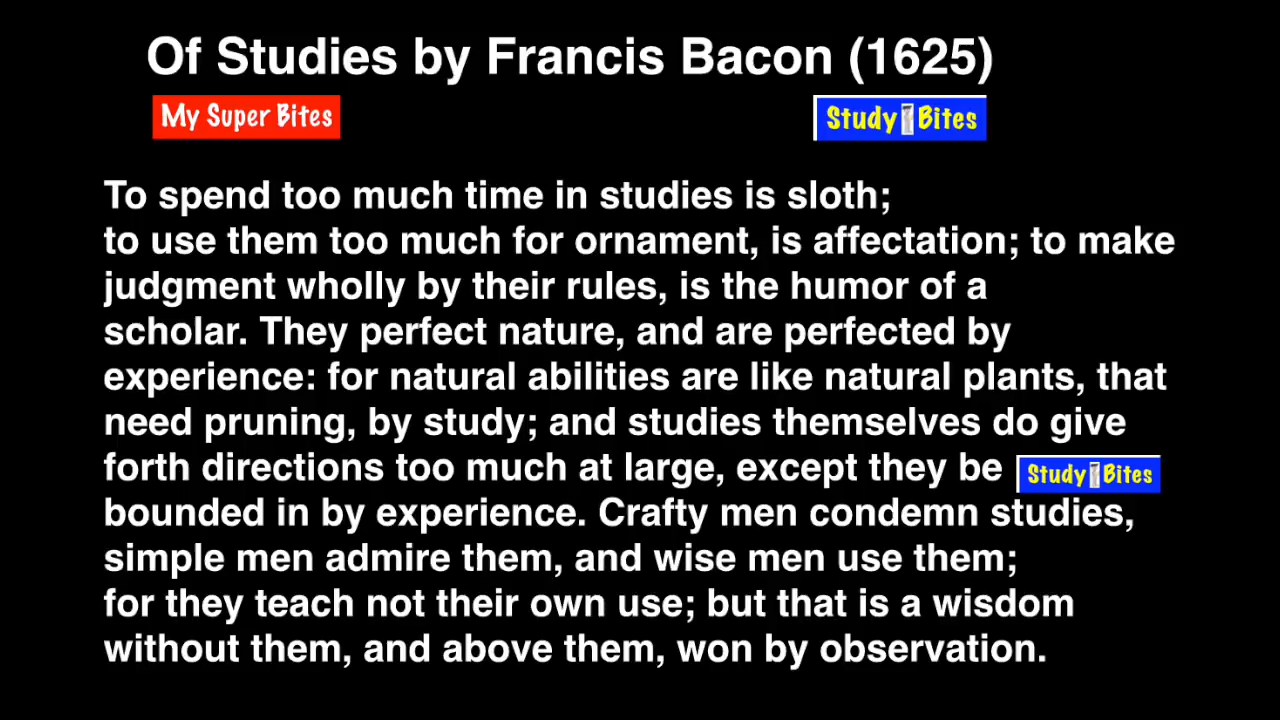 Of Studies by Francis Bacon (1625)
My Super Bites
Study Bites
To spend too much time in studies is sloth;
to use them too much for ornament, is affectation; to make
judgment wholly by their rules, is the humor of a
scholar. They perfect nature, and are perfected by
experience: for natural abilities are like natural plants, that
need pruning, by study; and studies themselves do give
forth directions too much at large, except they be
Study Bites
bounded in by experience. Crafty men condemn studies,
simple men admire them, and wise men use them;
for they teach not their own use; but that is a wisdom
without them, and above them, won by observation.